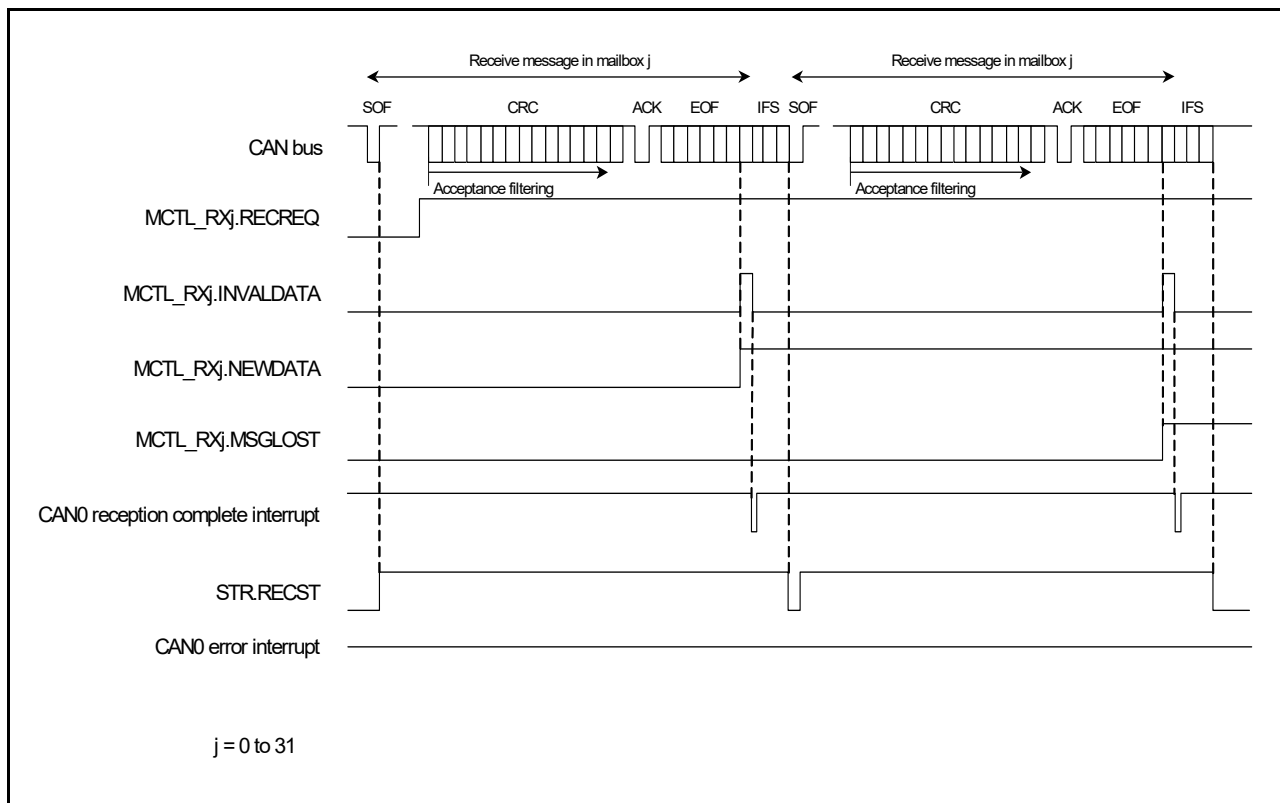 Receive message in mailbox j Receive message in mailbox j
SOF CRC ACK EOF IFS SOF CRC ACK EOF IFS
CAN bus
Acceptance filtering Acceptance filtering
MCTL_RXj.RECREQ
MCTL_RXj.INVALDATA
MCTL_RXj.NEWDATA
MCTL_RXj.MSGLOST
CAN0 reception complete interrupt
STR.RECST
CAN0 error interrupt
j = 0 to 31